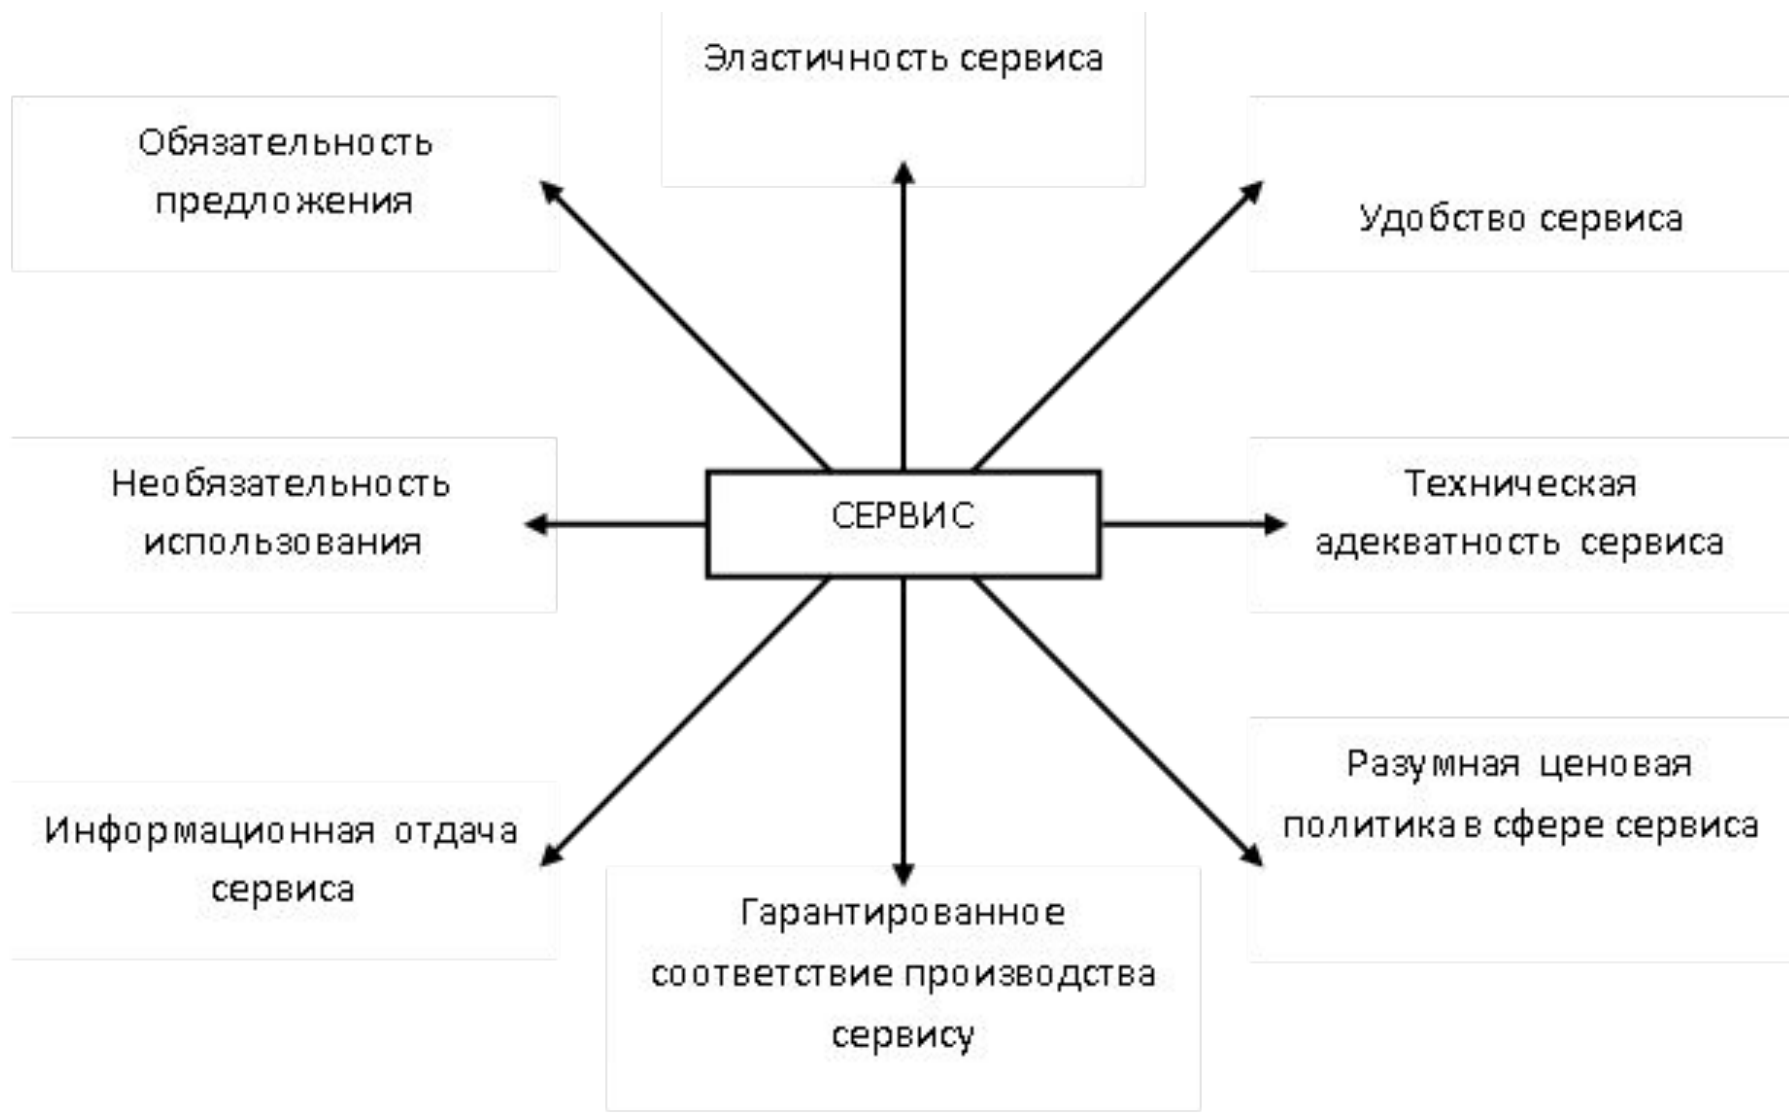 Эластичность сервиса
Обязательность
предложения
Удобство сервиса
Необязательность
использования
СЕРВИС
Техническая
адекватность сервиса
Информационная отдача
сервиса
Разумная ценовая
политика в сфере сервиса
Гарантированное
соответствие производства
сервису